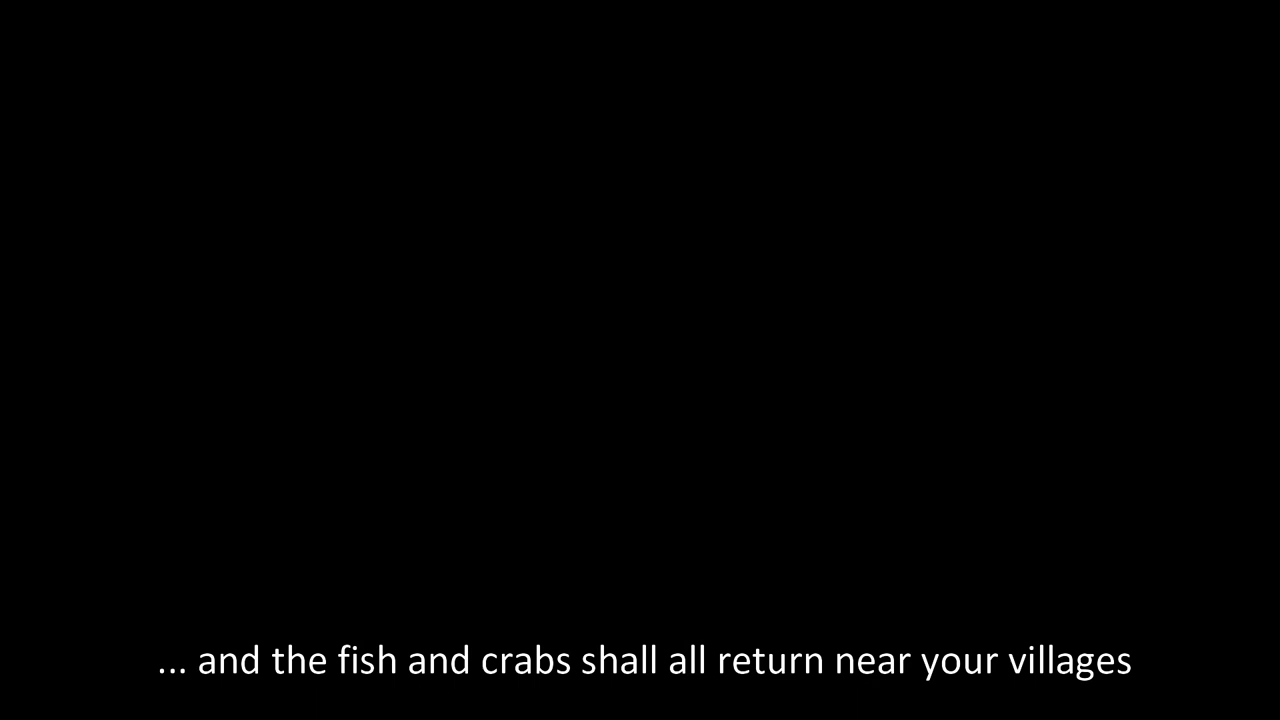 ... and the fish and crabs shall all return near your villages